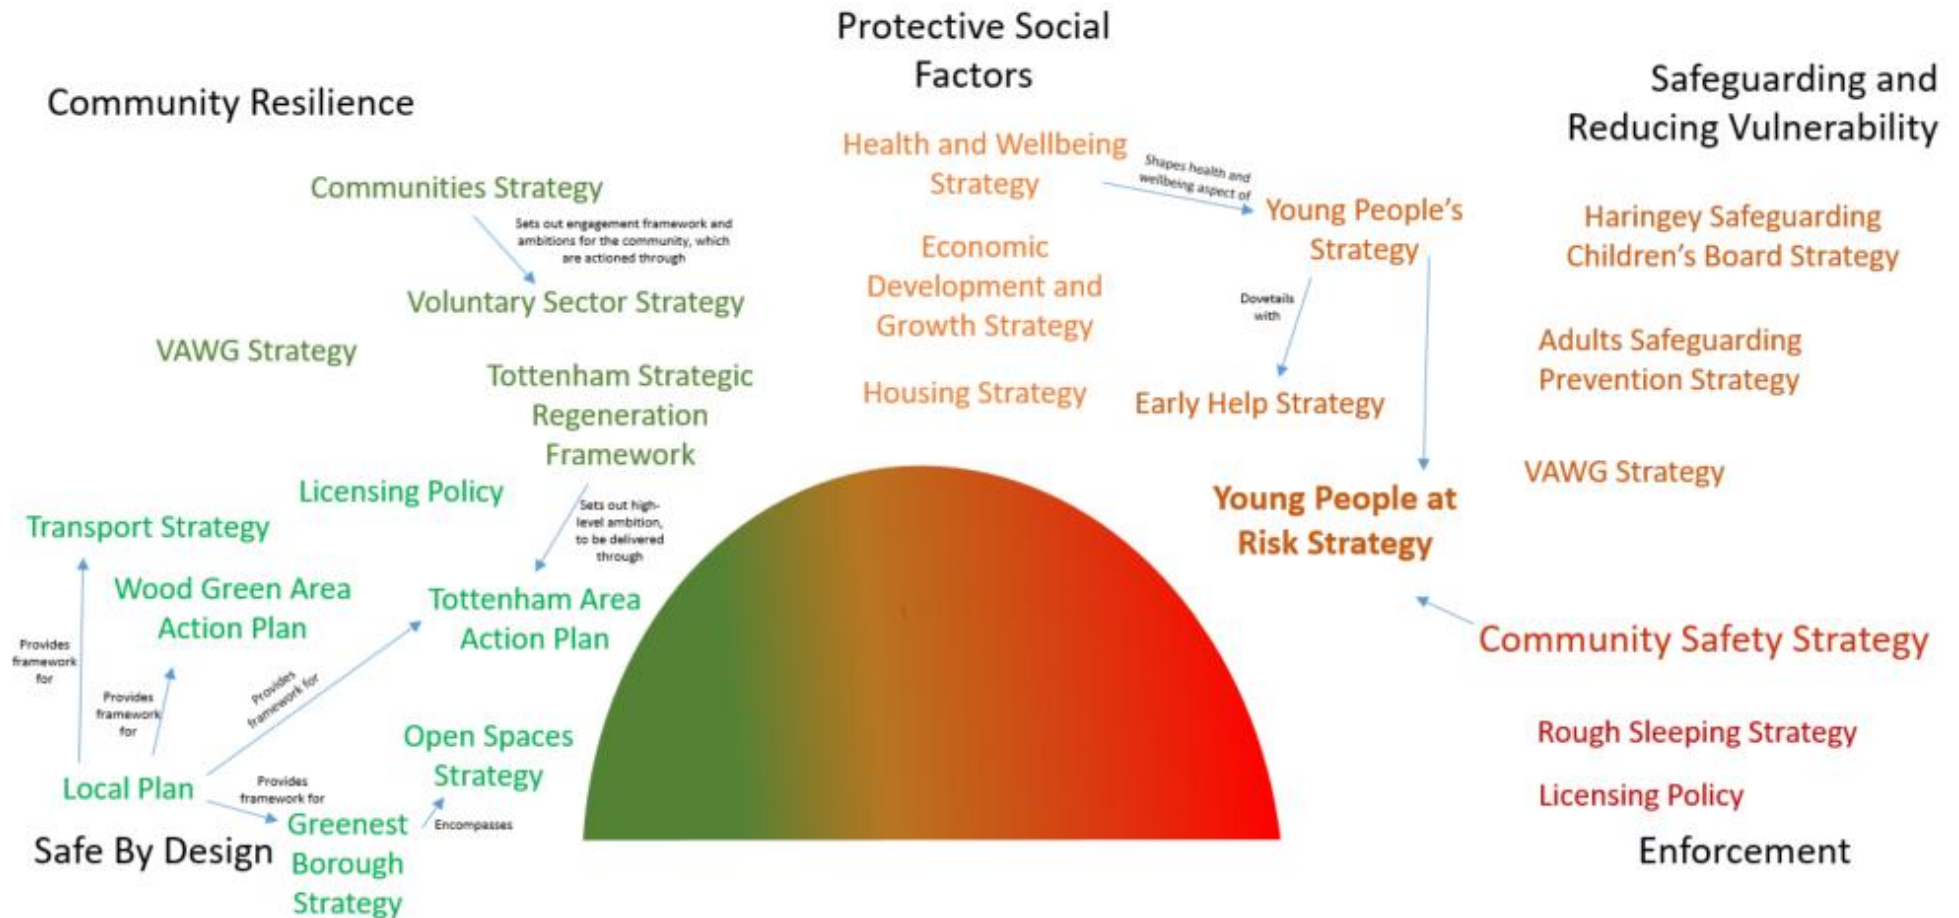 Protective Social
Factors
Community Resilience
Safeguarding and
Reducing Vulnerability
Communities Strategy
Sets out engagement framework and
ambitions for the community, which
are actioned through
Voluntary Sector Strategy
VAWG Strategy
Tottenham Strategic
Regeneration
Framework
Sets out high-
level ambition,
to be delivered
through
Licensing Policy
Transport Strategy
Wood Green Area
Action Plan
Tottenham Area
Action Plan
Provides
framework
for
Provides
framework
for
Provides
framework for
Local Plan
Provides
framework for
Open Spaces
Strategy
Encompasses
Greenest
Borough
Strategy
Safe By Design
Health and Wellbeing
Strategy
Shapes health and
wellbeing aspect of
Economic
Development and
Growth Strategy
Housing Strategy
Young People's
Strategy
Dovetails
with
Early Help Strategy
Young People at
Risk Strategy
Haringey Safeguarding
Children's Board Strategy
Adults Safeguarding
Prevention Strategy
VAWG Strategy
Community Safety Strategy
Rough Sleeping Strategy
Licensing Policy
Enforcement